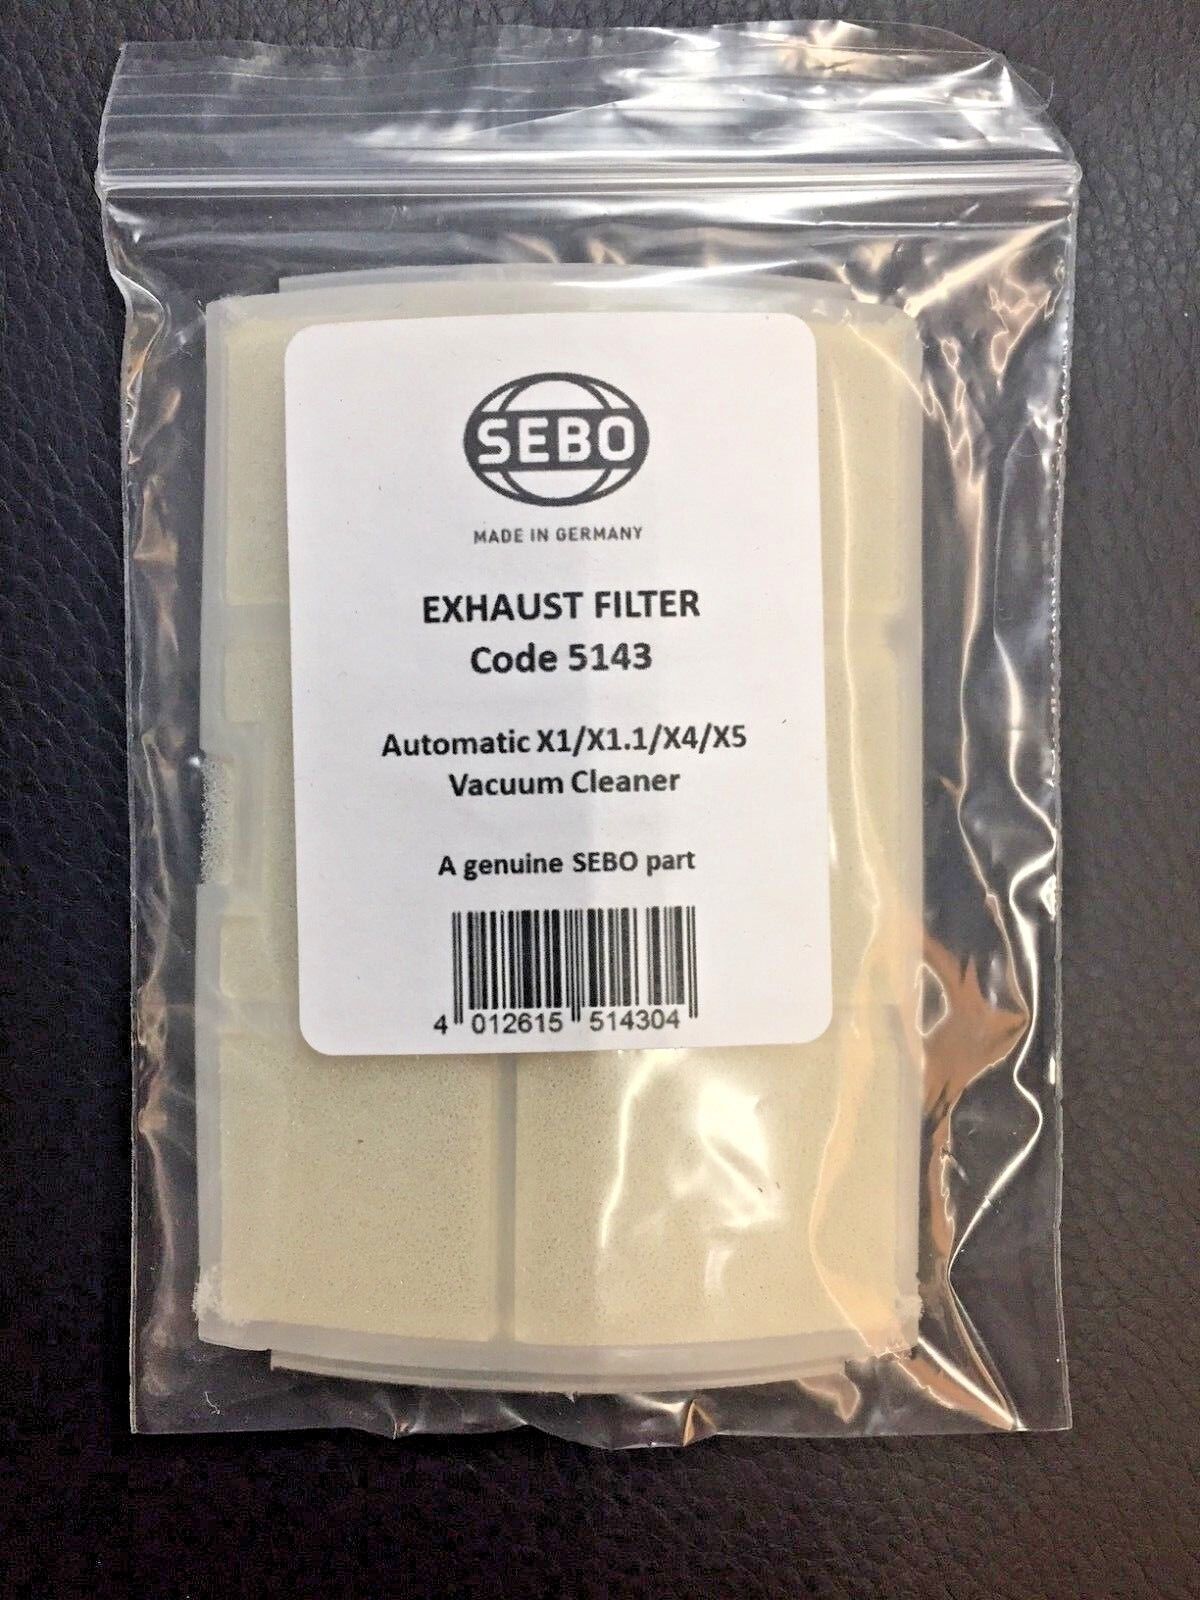 SEBO
MADE IN GERMANY
EXHAUST FILTER
Code 5143
Automatic X1/X1.1/X4/X5
Vacuum Cleaner
A genuine SEBO part
4 012615 514304